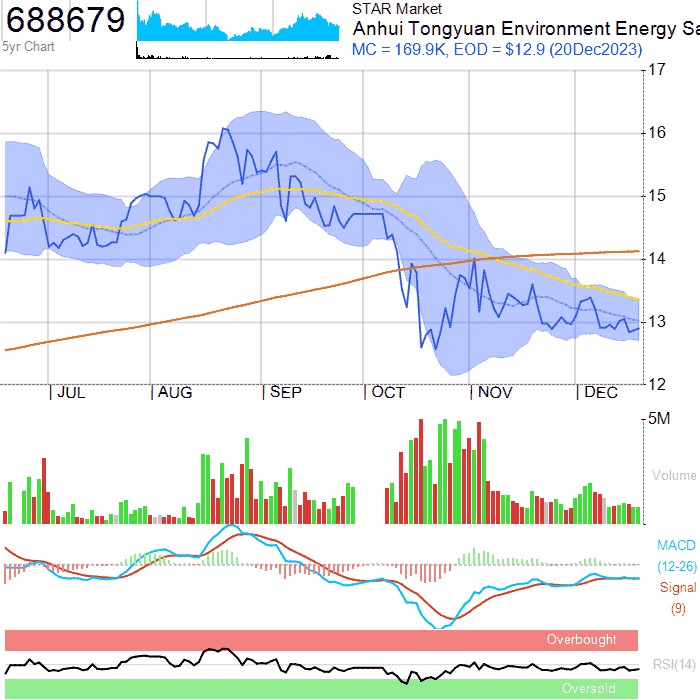 688679
5yr Chart
STAR Market
Anhui Tongyuan Environment Energy Sa
MC = 169.9K, EOD = $12.9 (20Dec2023)
17
16
15
14
13
12
JUL AUG SEP OCT NOV DEC
5M
Volume
MACD
(12-26)
Signal
(9)
Overbought
RSI(14)
Oversold